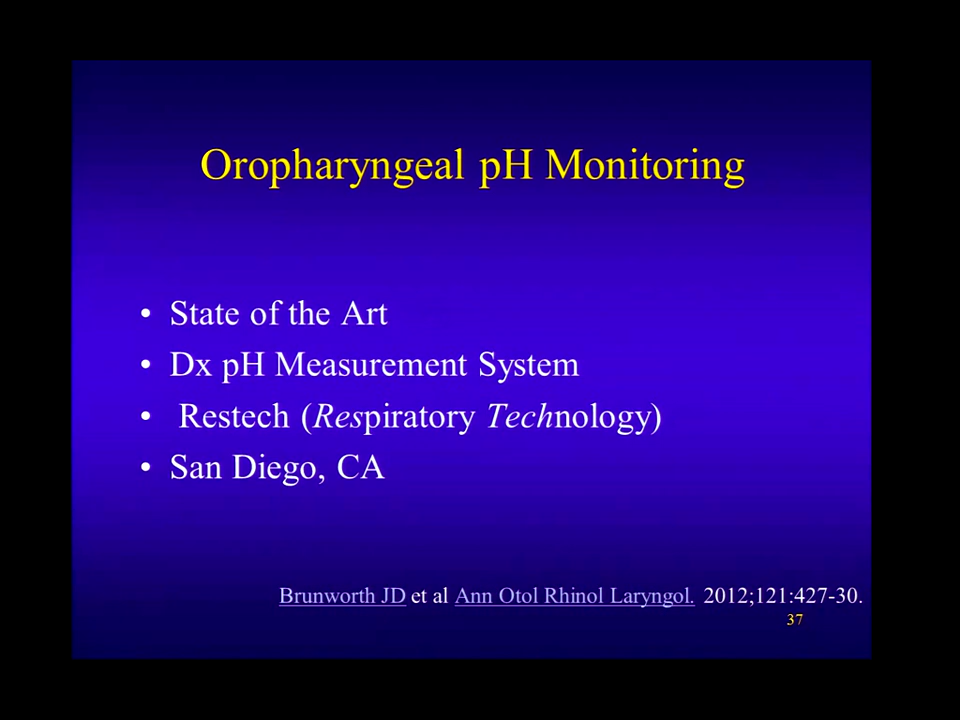 Oropharyngeal pH Monitoring
• State of the Art
• Dx pH Measurement System
• Restech (Respiratory Technology)
• San Diego, CA
Brunworth JD et al Ann Otol Rhinol Laryngol. 2012;121:427-30.
37